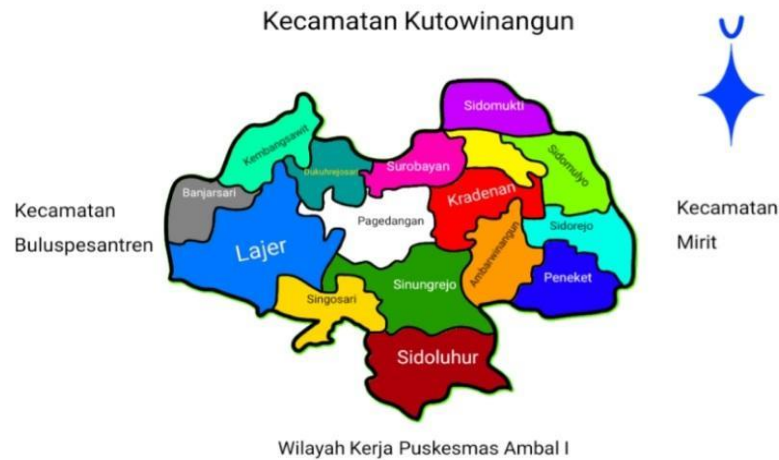 Kecamatan Kutowinangun
U
Sidomukti
Kembangsawit
Dukuhrejosari
Surobayan
Sidomulyo
Banjarsari
Kradenan
Kecamatan
Buluspesantren
Pagedangan
Kecamatan
Mirit
Lajer
Ambarwinangun
Sidorejo
Singosari
Sinungrejo
Peneket
Sidoluhur
Wilayah Kerja Puskesmas Ambal I